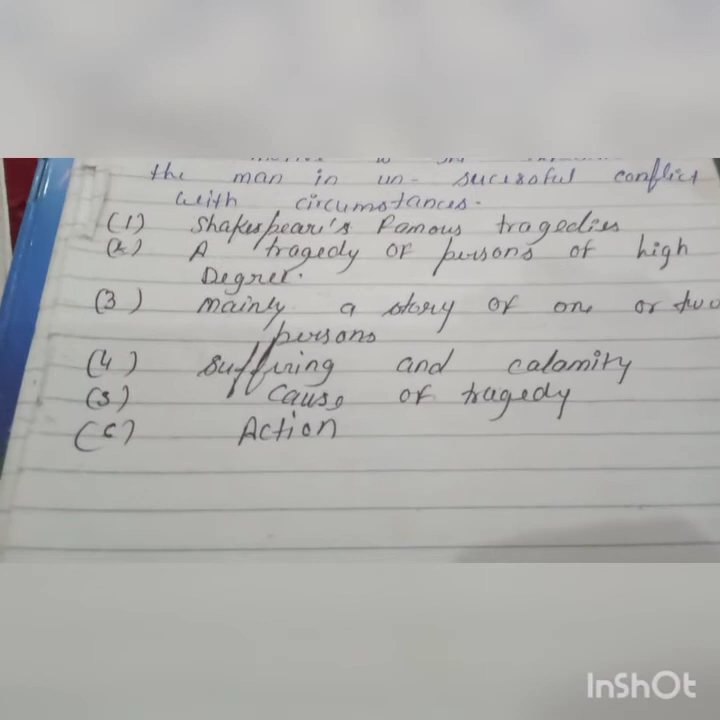 the man in un- sucessful conflict
with circumstances.
(1) Shakespear's Famous tragedies
(2) A tragedy of persons of high
Degree.
(3) mainly a story of one or two
persons
(4) suffering and calamity
(5) Cause of tragedy
(6) Action
InShOt